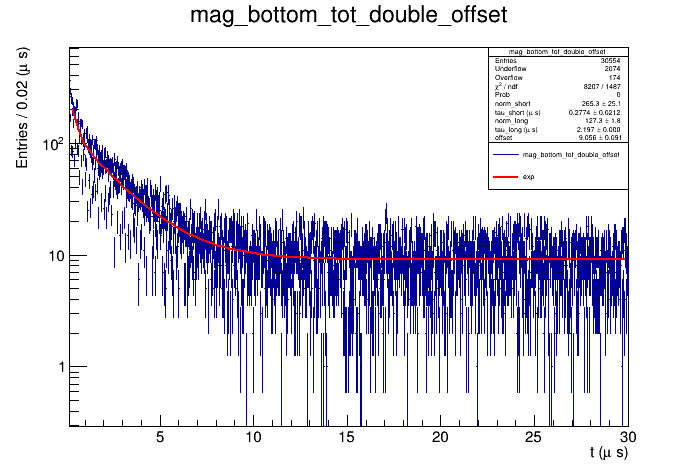 mag_bottom_tot_double_offset
Entries / 0.02 (μ s)
mag_bottom_tot_double_offset
Entries 30554
Underflow 2074
Overflow 174
χ² / ndf 8207 / 1487
Prob 0
norm_short 265.3 ± 25.1
tau_short (μ s) 0.2774 ± 0.0212
norm_long 127.3 ± 1.8
tau_long (μ s) 2.197 ± 0.000
offset 9.056 ± 0.091
mag_bottom_tot_double_offset
exp
10²
10
1
5 10 15 20 25 30
t (μ s)